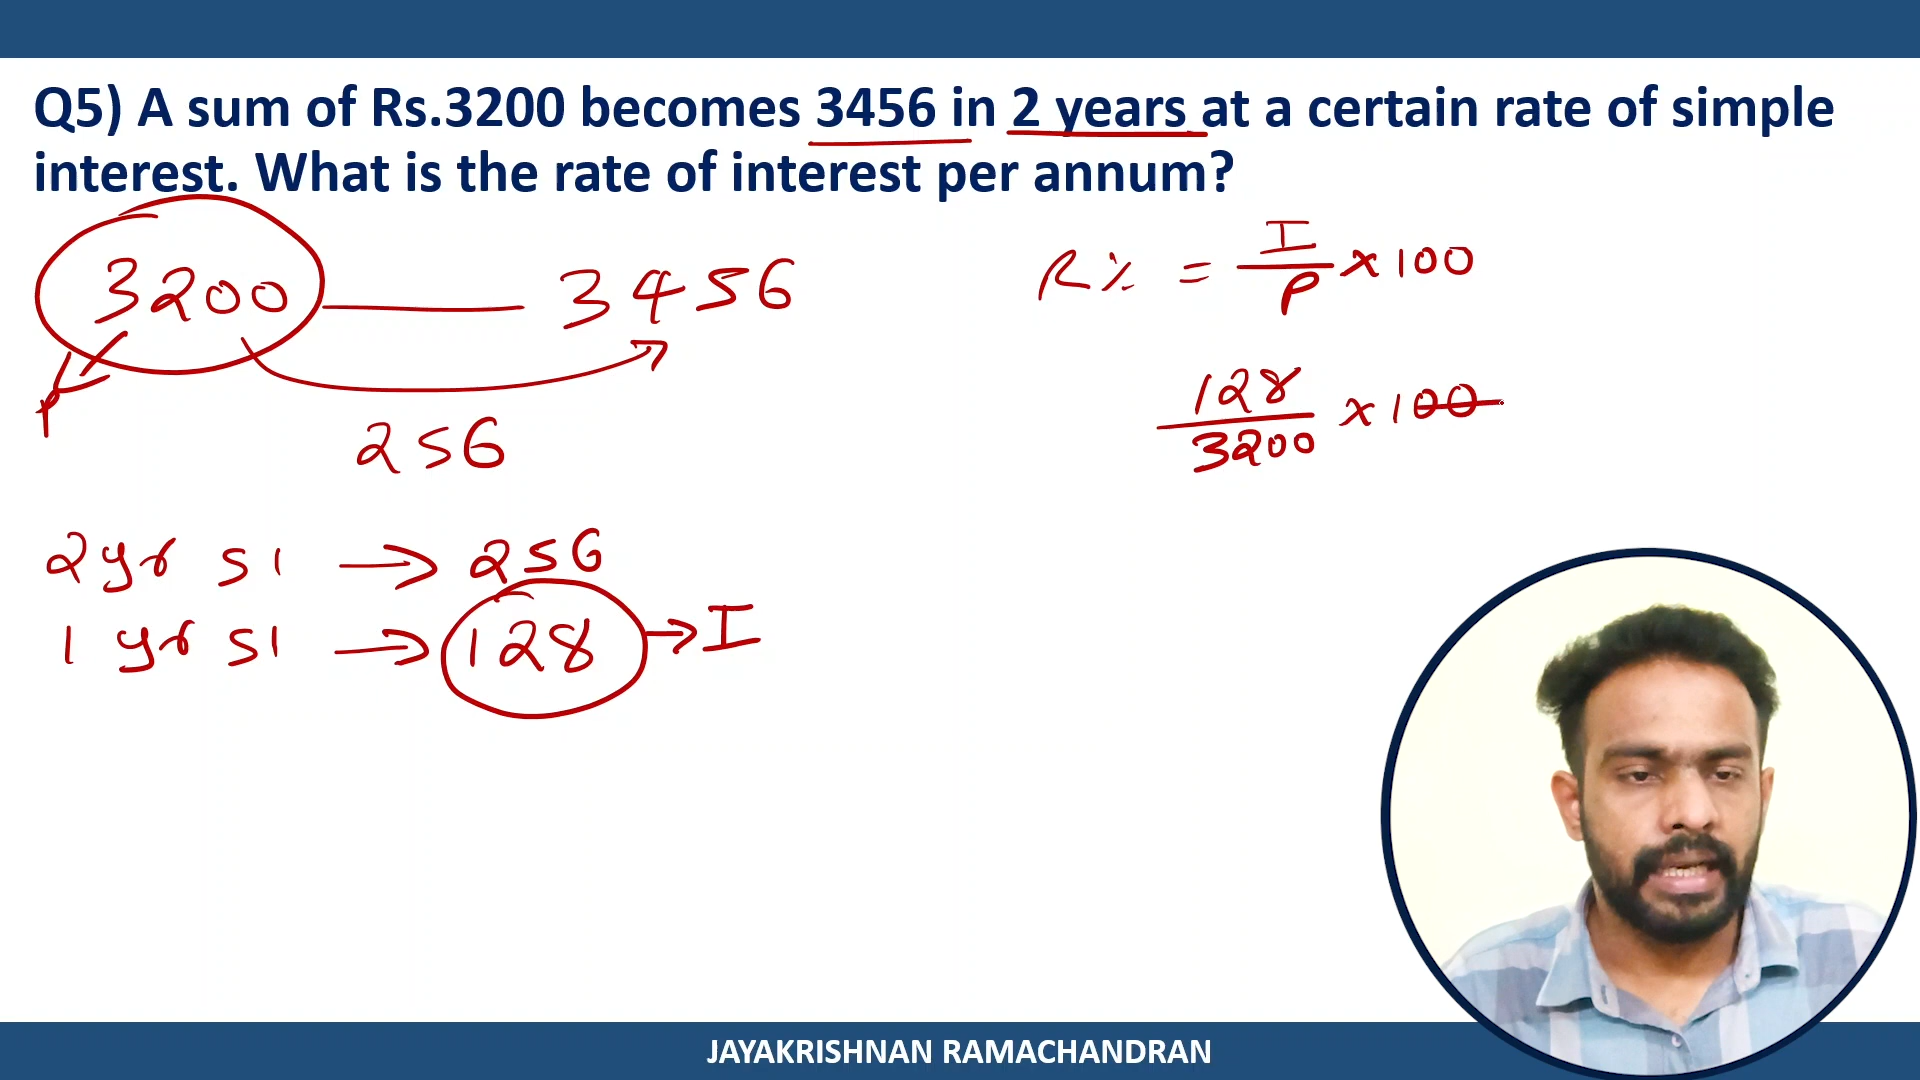 Q5) A sum of Rs.3200 becomes 3456 in 2 years at a certain rate of simple
interest. What is the rate of interest per annum?
3200 3456
P
256
2yr SI → 256
1 yr SI → 128 → I
R% = I/P × 100
128/3200 × 100
JAYAKRISHNAN RAMACHANDRAN